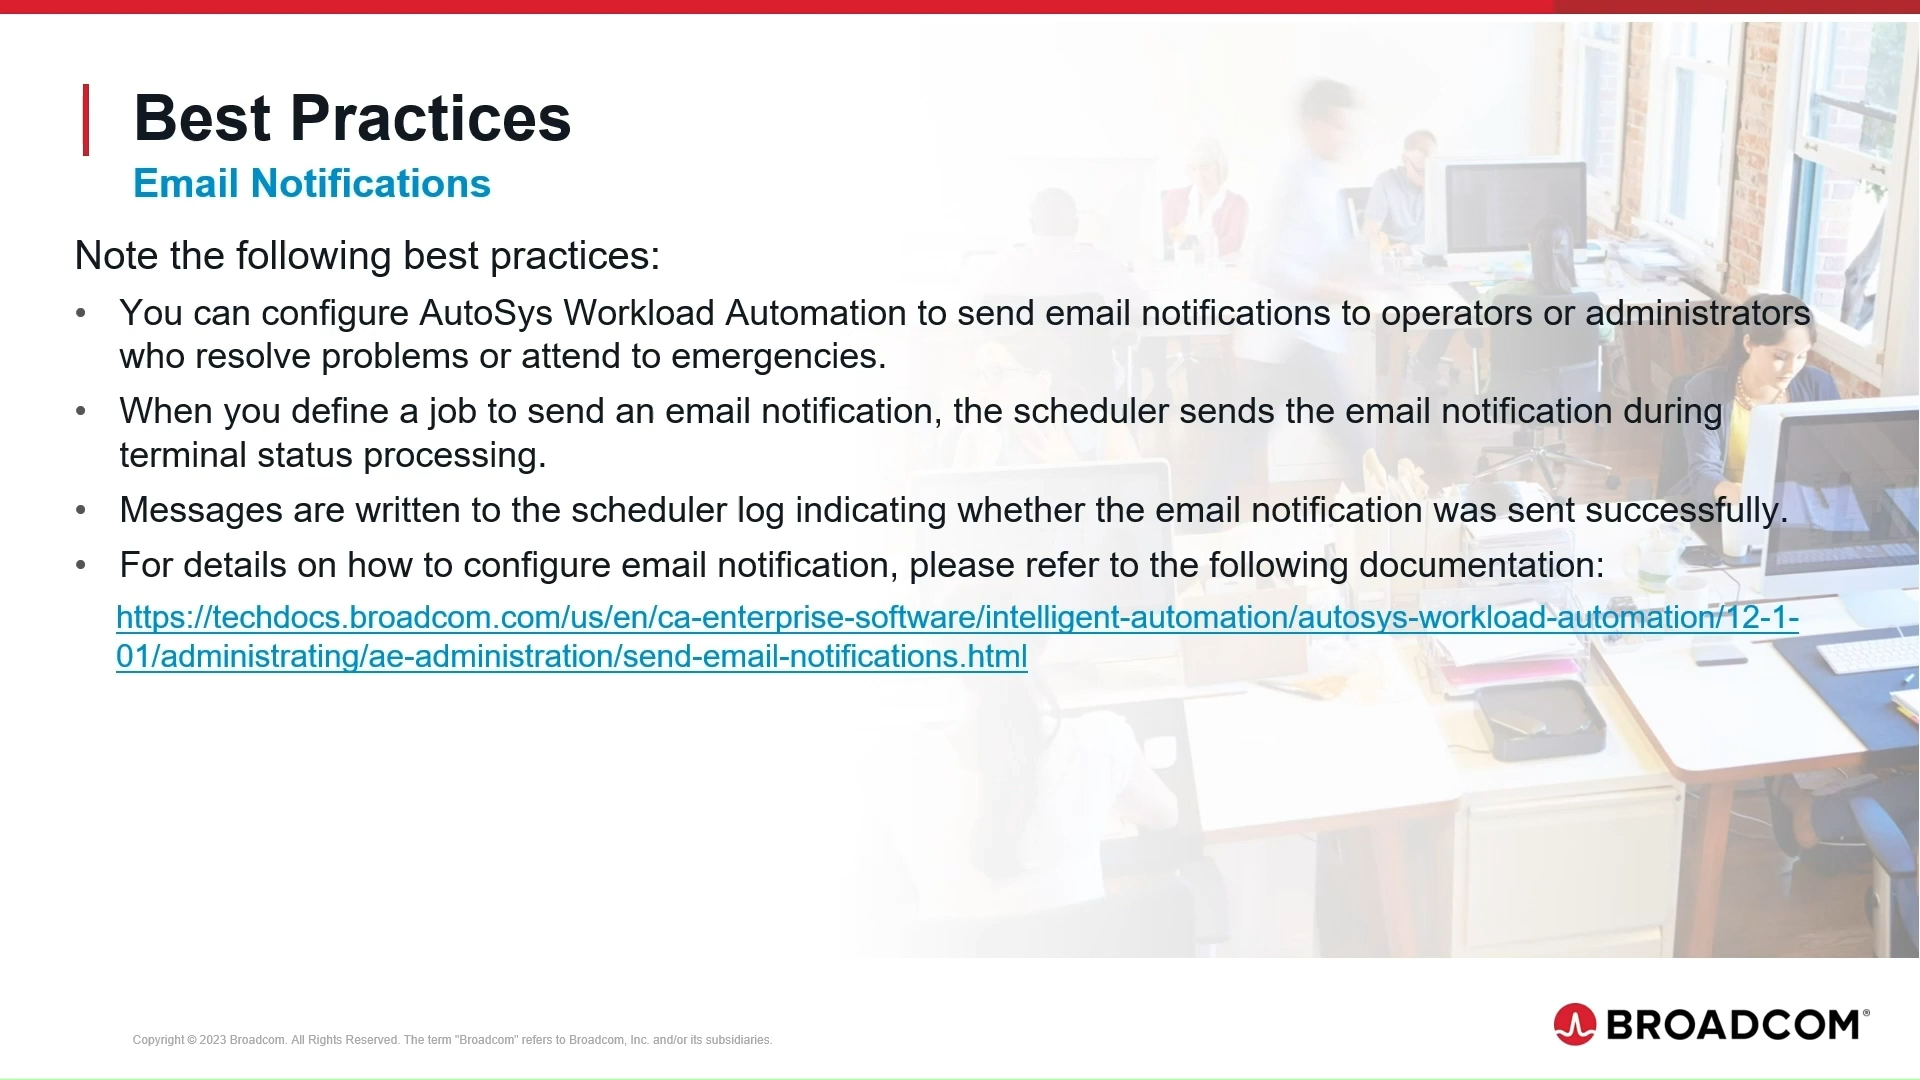 Best Practices
Email Notifications
Note the following best practices:
• You can configure AutoSys Workload Automation to send email notifications to operators or administrators
who resolve problems or attend to emergencies.
• When you define a job to send an email notification, the scheduler sends the email notification during
terminal status processing.
• Messages are written to the scheduler log indicating whether the email notification was sent successfully.
• For details on how to configure email notification, please refer to the following documentation:
https://techdocs.broadcom.com/us/en/ca-enterprise-software/intelligent-automation/autosys-workload-automation/12-1-
01/administrating/ae-administration/send-email-notifications.html
Copyright © 2023 Broadcom. All Rights Reserved. The term "Broadcom" refers to Broadcom, Inc. and/or its subsidiaries.
BROADCOM®